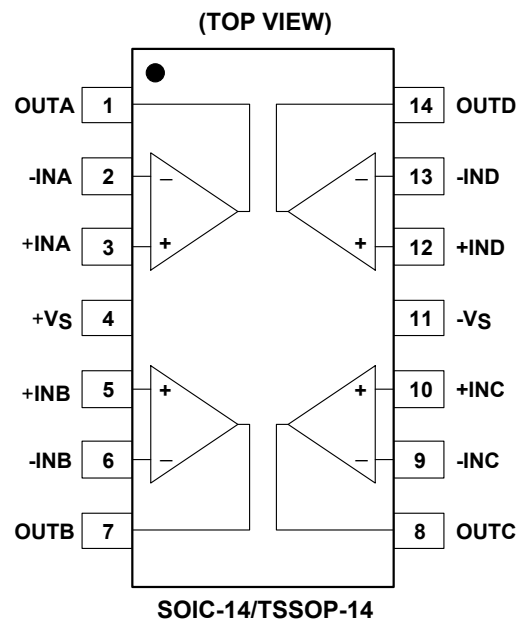 (TOP VIEW)
OUTA 1 14 OUTD
-INA 2 − − 13 -IND
+INA 3 + + 12 +IND
+VS 4 11 -VS
+INB 5 + + 10 +INC
-INB 6 − − 9 -INC
OUTB 7 8 OUTC
SOIC-14/TSSOP-14